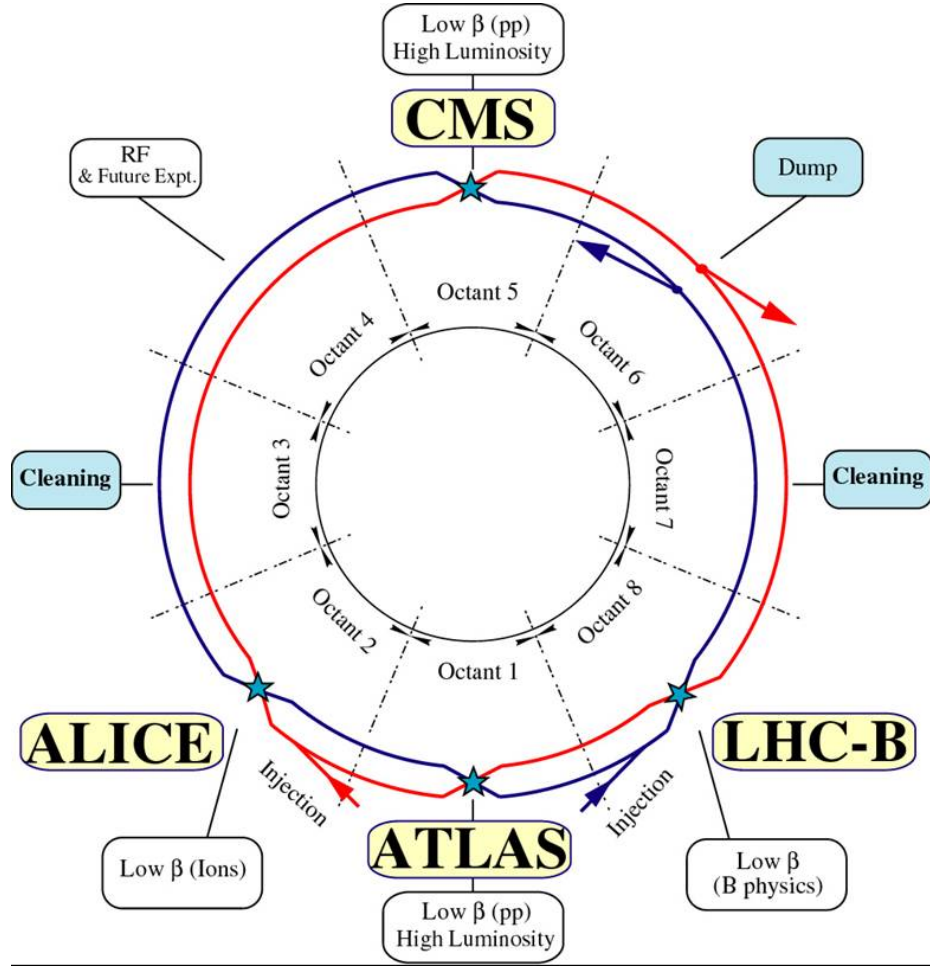 Low β (pp)
High Luminosity
CMS
RF
& Future Expt.
Dump
Octant 5
Octant 4
Octant 6
Cleaning
Octant 3
Octant 7
Cleaning
Octant 2
Octant 8
Octant 1
ALICE
LHC-B
Injection
Injection
ATLAS
Low β (Ions)
Low β
(B physics)
Low β (pp)
High Luminosity